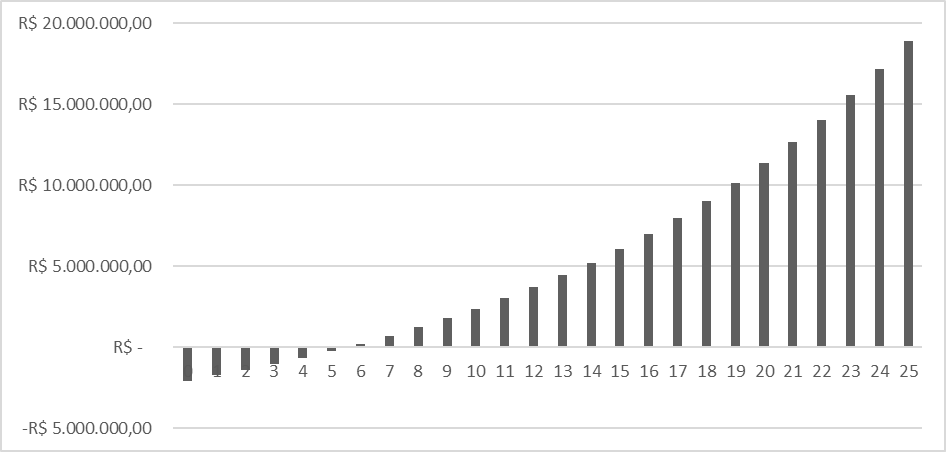 R$ 20.000.000,00
R$ 15.000.000,00
R$ 10.000.000,00
R$ 5.000.000,00
R$ -
0 1 2 3 4 5 6 7 8 9 10 11 12 13 14 15 16 17 18 19 20 21 22 23 24 25
-R$ 5.000.000,00